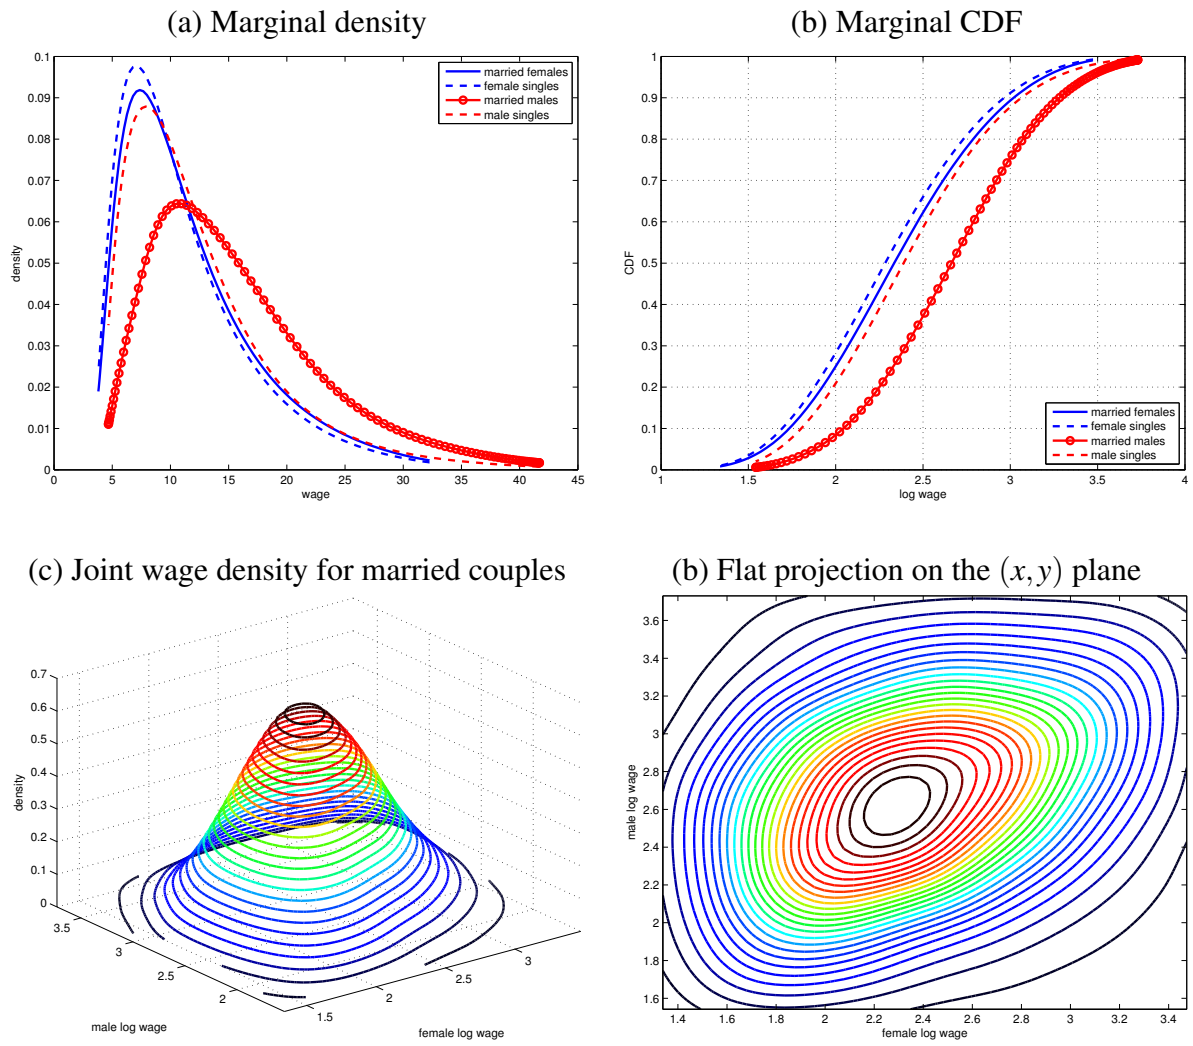 (a) Marginal density
0.1
0.09
0.08
0.07
0.06
0.05
0.04
0.03
0.02
0.01
0
density
0 5 10 15 20 25 30 35 40 45
wage
married females
female singles
married males
male singles
(b) Marginal CDF
1
0.9
0.8
0.7
0.6
0.5
0.4
0.3
0.2
0.1
0
CDF
1 1.5 2 2.5 3 3.5 4
log wage
married females
female singles
married males
male singles
(c) Joint wage density for married couples
0.7
0.6
0.5
0.4
0.3
0.2
0.1
0
density
3.5
3
2.5
2
male log wage
1.5
2
2.5
3
female log wage
(b) Flat projection on the (x, y) plane
3.6
3.4
3.2
3
2.8
2.6
2.4
2.2
2
1.8
1.6
male log wage
1.4 1.6 1.8 2 2.2 2.4 2.6 2.8 3 3.2 3.4
female log wage